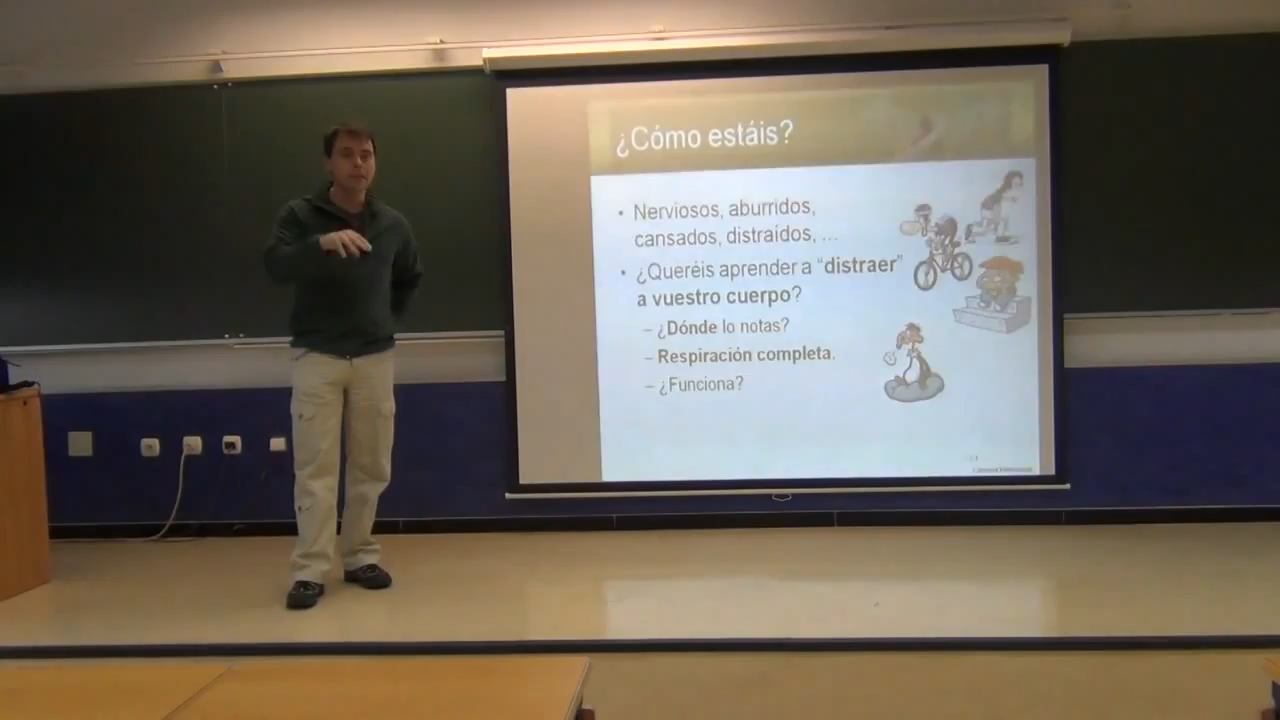 ¿Cómo estáis?
• Nerviosos, aburridos,
cansados, distraídos, ...
• ¿Queréis aprender a “distraer”
a vuestro cuerpo?
– ¿Dónde lo notas?
– Respiración completa.
– ¿Funciona?